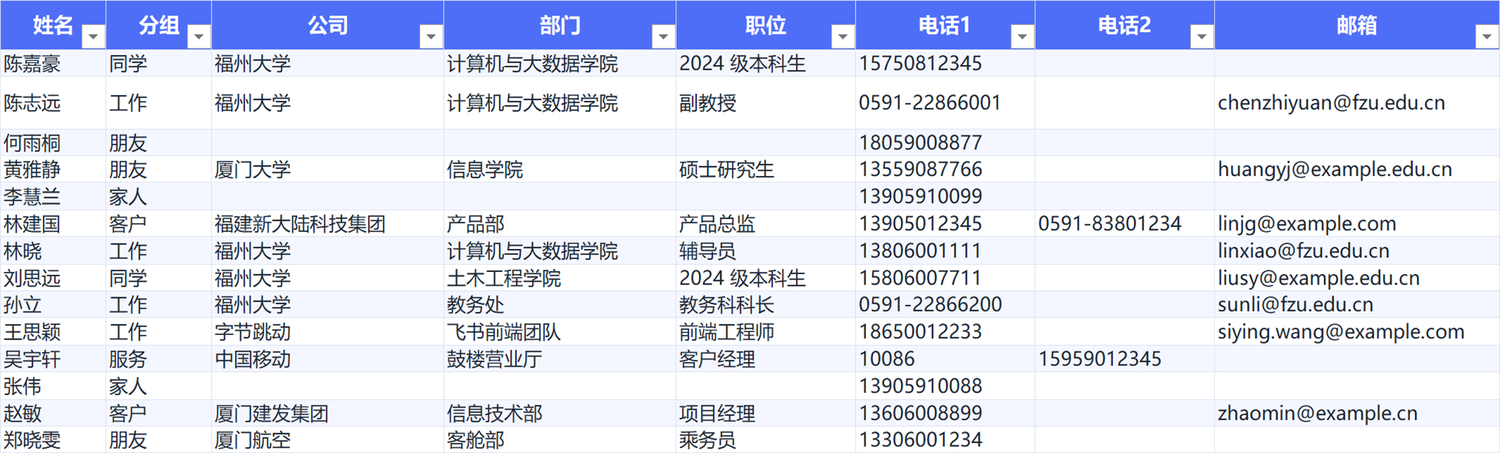 姓名 分组 公司 部门 职位 电话1 电话2 邮箱
陈嘉豪 同学 福州大学 计算机与大数据学院 2024 级本科生 15750812345
陈志远 工作 福州大学 计算机与大数据学院 副教授 0591-22866001 chenzhiyuan@fzu.edu.cn
何雨桐 朋友 18059008877
黄雅静 朋友 厦门大学 信息学院 硕士研究生 13559087766 huangyj@example.edu.cn
李慧兰 家人 13905910099
林建国 客户 福建新大陆科技集团 产品部 产品总监 13905012345 0591-83801234 linjg@example.com
林晓 工作 福州大学 计算机与大数据学院 辅导员 13806001111 linxiao@fzu.edu.cn
刘思远 同学 福州大学 土木工程学院 2024 级本科生 15806007711 liusy@example.edu.cn
孙立 工作 福州大学 教务处 教务科科长 0591-22866200 sunli@fzu.edu.cn
王思颖 工作 字节跳动 飞书前端团队 前端工程师 18650012233 siying.wang@example.com
吴宇轩 服务 中国移动 鼓楼营业厅 客户经理 10086 15959012345
张伟 家人 13905910088
赵敏 客户 厦门建发集团 信息技术部 项目经理 13606008899 zhaomin@example.cn
郑晓雯 朋友 厦门航空 客舱部 乘务员 13306001234